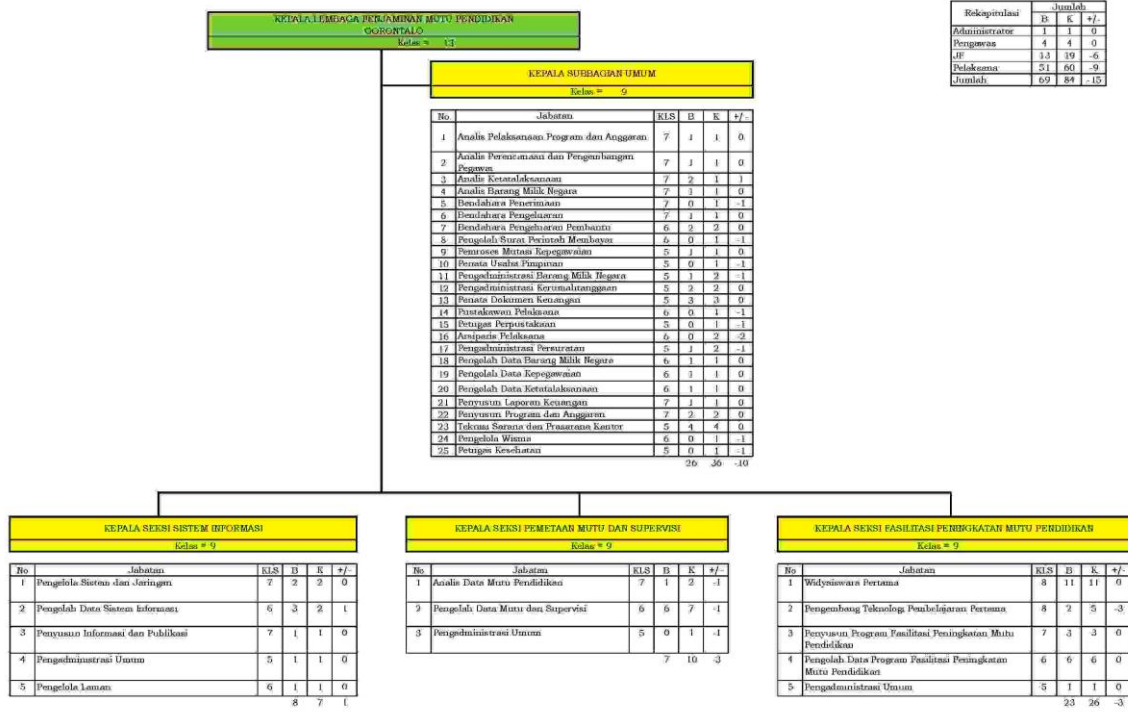 KEPALA LEMBAGA PENJAMINAN MUTU PENDIDIKAN
GORONTALO
Kelas = 13
Rekapitulasi Jumlah
B K +/-
Administrator 1 1 0
Pengawas 4 4 0
JF 13 19 -6
Pelaksana 51 60 -9
Jumlah 69 84 -15
KEPALA SUBBAGIAN UMUM
Kelas = 9
No Jabatan KLS B K +/-
1 Analis Pelaksanaan Program dan Anggaran 7 1 1 0
2 Analis Perencanaan dan Pengembangan
Pegawai 7 1 1 0
3 Analis Ketatalaksanaan 7 2 1 1
4 Analis Barang Milik Negara 7 1 1 0
5 Bendahara Penerimaan 7 0 1 -1
6 Bendahara Pengeluaran 7 1 1 0
7 Bendahara Pengeluaran Pembantu 6 2 2 0
8 Pengolah Surat Perintah Membayar 6 0 1 -1
9 Pemroses Mutasi Kepegawaian 5 1 1 0
10 Penata Usaha Pimpinan 5 0 1 -1
11 Pengadministrasi Barang Milik Negara 5 1 2 -1
12 Pengadministrasi Kerumahtanggaan 5 2 2 0
13 Penata Dokumen Keuangan 5 3 3 0
14 Pustakawan Pelaksana 6 0 1 -1
15 Petugas Perpustakaan 5 0 1 -1
16 Arsiparis Pelaksana 6 0 2 -2
17 Pengadministrasi Persuratan 5 1 2 -1
18 Pengolah Data Barang Milik Negara 6 1 1 0
19 Pengolah Data Kepegawaian 6 1 1 0
20 Pengolah Data Ketatalaksanaan 6 1 1 0
21 Penyusun Laporan Keuangan 7 1 1 0
22 Penyusun Program dan Anggaran 7 2 2 0
23 Teknisi Sarana dan Prasarana Kantor 5 4 4 0
24 Pengelola Wisma 6 0 1 -1
25 Petugas Kesehatan 5 0 1 -1
26 36 -10
KEPALA SEKSI SISTEM INFORMASI
Kelas = 9
No Jabatan KLS B K +/-
1 Pengelola Sistem dan Jaringan 7 2 2 0
2 Pengolah Data Sistem Informasi 6 3 2 1
3 Penyusun Informasi dan Publikasi 7 1 1 0
4 Pengadministrasi Umum 5 1 1 0
5 Pengelola Laman 6 1 1 0
8 7 1
KEPALA SEKSI PEMETAAN MUTU DAN SUPERVISI
Kelas = 9
No Jabatan KLS B K +/-
1 Analis Data Mutu Pendidikan 7 1 2 -1
2 Pengolah Data Mutu dan Supervisi 6 6 7 -1
3 Pengadministrasi Umum 5 0 1 -1
7 10 -3
KEPALA SEKSI FASILITASI PENINGKATAN MUTU PENDIDIKAN
Kelas = 9
No Jabatan KLS B K +/-
1 Widyaiswara Pertama 8 11 11 0
2 Pengembang Teknologi Pembelajaran Pertama 8 2 5 -3
3 Penyusun Program Fasilitasi Peningkatan Mutu
Pendidikan 7 3 3 0
4 Pengolah Data Program Fasilitasi Peningkatan
Mutu Pendidikan 6 6 6 0
5 Pengadministrasi Umum 5 1 1 0
23 26 -3